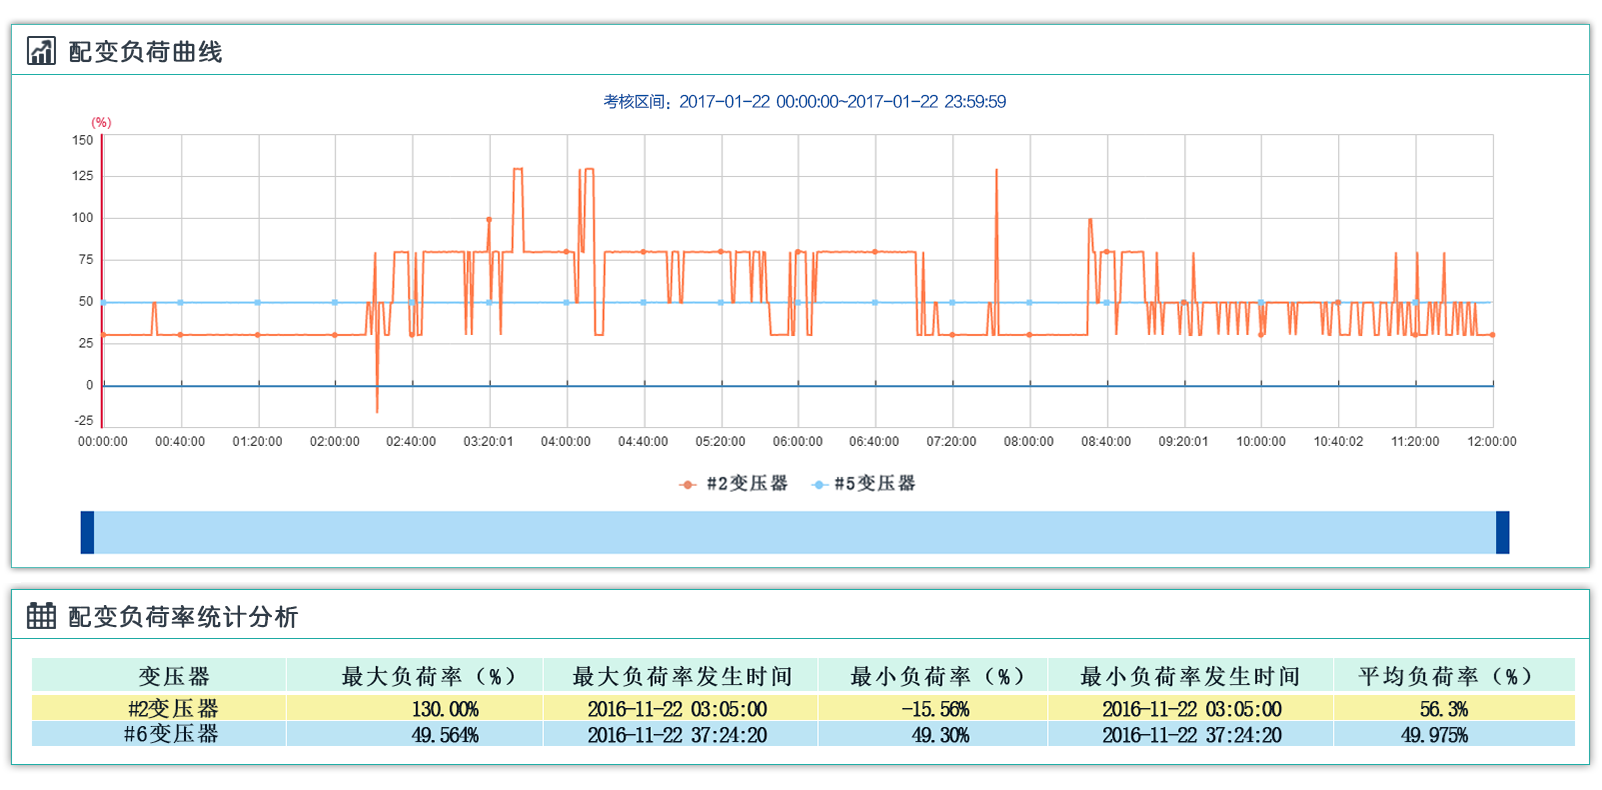 配变负荷曲线
考核区间：2017-01-22 00:00:00~2017-01-22 23:59:59
(%)
150
125
100
75
50
25
0
-25
00:00:00 00:40:00 01:20:00 02:00:00 02:40:00 03:20:01 04:00:00 04:40:00 05:20:00 06:00:00 06:40:00 07:20:00 08:00:00 08:40:00 09:20:01 10:00:00 10:40:02 11:20:00 12:00:00
#2变压器 #5变压器
配变负荷率统计分析
变压器 最大负荷率（%） 最大负荷率发生时间 最小负荷率（%） 最小负荷率发生时间 平均负荷率（%）
#2变压器 130.00% 2016-11-22 03:05:00 -15.56% 2016-11-22 03:05:00 56.3%
#6变压器 49.564% 2016-11-22 37:24:20 49.30% 2016-11-22 37:24:20 49.975%